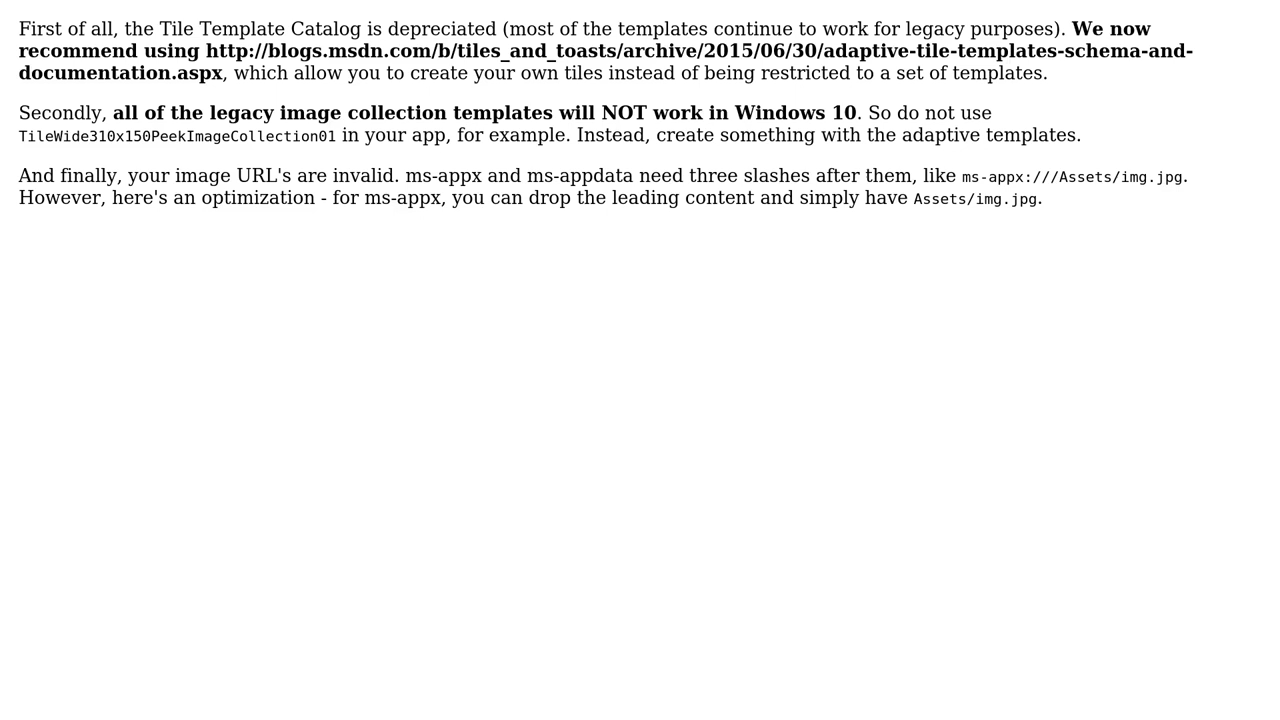 First of all, the Tile Template Catalog is depreciated (most of the templates continue to work for legacy purposes). We now
recommend using http://blogs.msdn.com/b/tiles_and_toasts/archive/2015/06/30/adaptive-tile-templates-schema-and-
documentation.aspx, which allow you to create your own tiles instead of being restricted to a set of templates.
Secondly, all of the legacy image collection templates will NOT work in Windows 10. So do not use
TileWide310x150PeekImageCollection01 in your app, for example. Instead, create something with the adaptive templates.
And finally, your image URL's are invalid. ms-appx and ms-appdata need three slashes after them, like ms-appx:///Assets/img.jpg.
However, here's an optimization - for ms-appx, you can drop the leading content and simply have Assets/img.jpg.